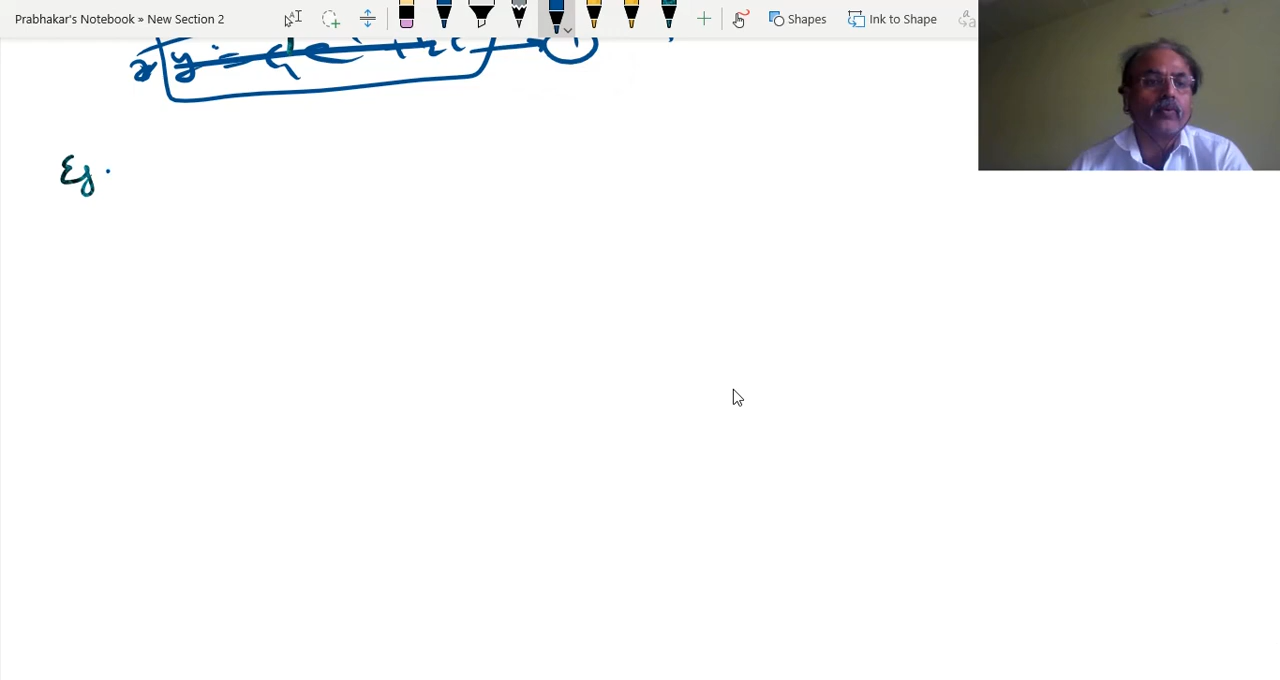 Prabhakar's Notebook » New Section 2
Shapes
Ink to Shape
y =
Eg.